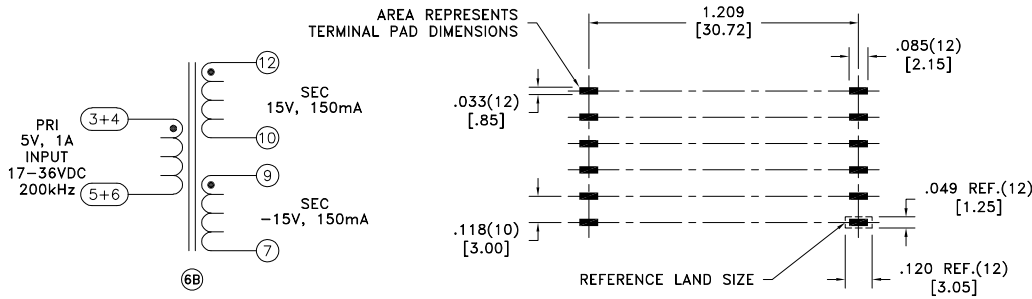 3+4
PRI
5V, 1A
INPUT
17-36VDC
200kHz
5+6
12
SEC
15V, 150mA
10
9
SEC
-15V, 150mA
7
6B
AREA REPRESENTS
TERMINAL PAD DIMENSIONS
1.209
[30.72]
.085(12)
[2.15]
.033(12)
[.85]
.049 REF.(12)
[1.25]
.118(10)
[3.00]
REFERENCE LAND SIZE
.120 REF.(12)
[3.05]